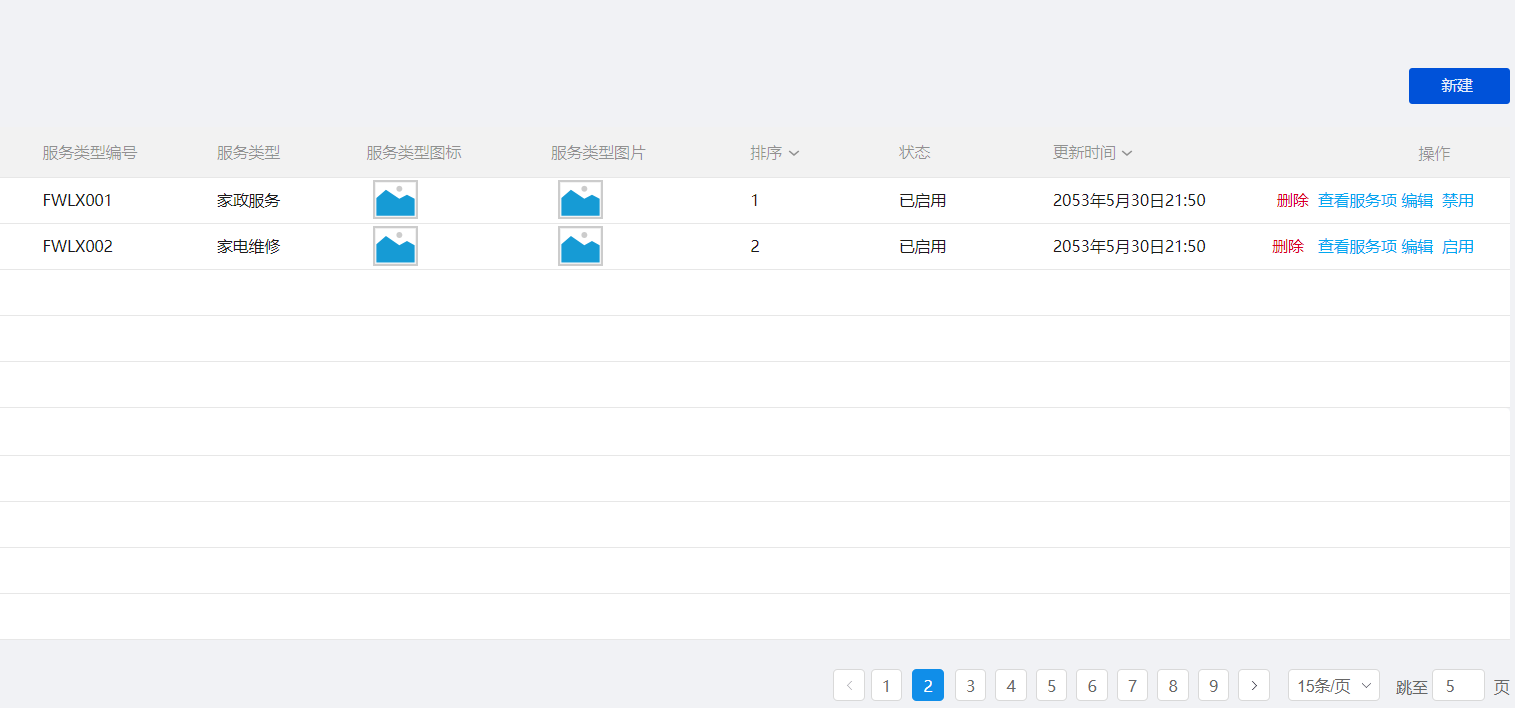 新建
服务类型编号 服务类型 服务类型图标 服务类型图片 排序 状态 更新时间 操作
FWLX001 家政服务 1 已启用 2053年5月30日21:50 删除 查看服务项 编辑 禁用
FWLX002 家电维修 2 已启用 2053年5月30日21:50 删除 查看服务项 编辑 启用
1 2 3 4 5 6 7 8 9 15条/页 跳至 5 页